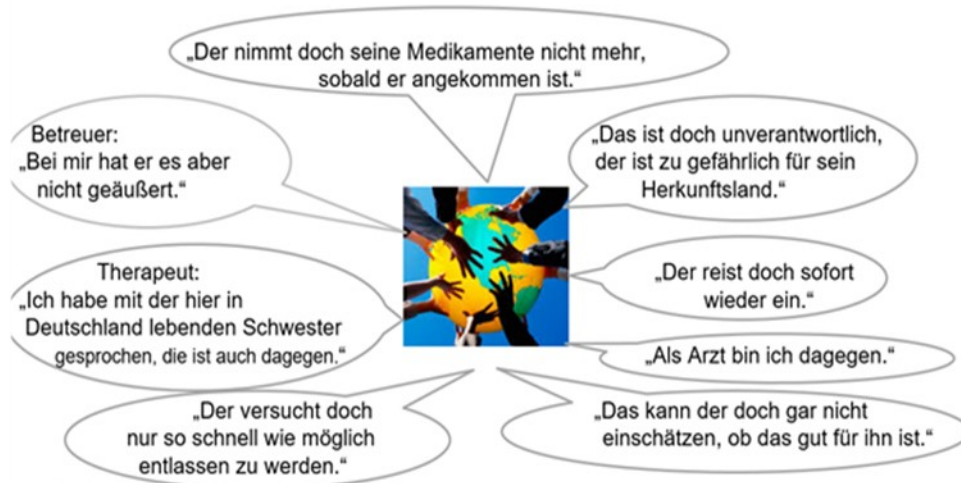 „Der nimmt doch seine Medikamente nicht mehr,
sobald er angekommen ist.“
Betreuer:
„Bei mir hat er es aber
nicht geäußert.“
„Das ist doch unverantwortlich,
der ist zu gefährlich für sein
Herkunftsland.“
Therapeut:
„Ich habe mit der hier in
Deutschland lebenden Schwester
gesprochen, die ist auch dagegen.“
„Der reist doch sofort
wieder ein.“
„Als Arzt bin ich dagegen.“
„Der versucht doch
nur so schnell wie möglich
entlassen zu werden.“
„Das kann der doch gar nicht
einschätzen, ob das gut für ihn ist.“